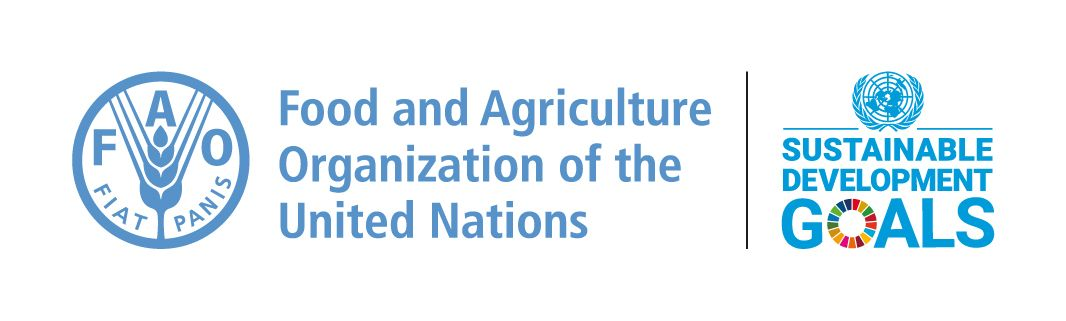 F A O
FIAT PANIS
Food and Agriculture
Organization of the
United Nations
SUSTAINABLE
DEVELOPMENT
GOALS